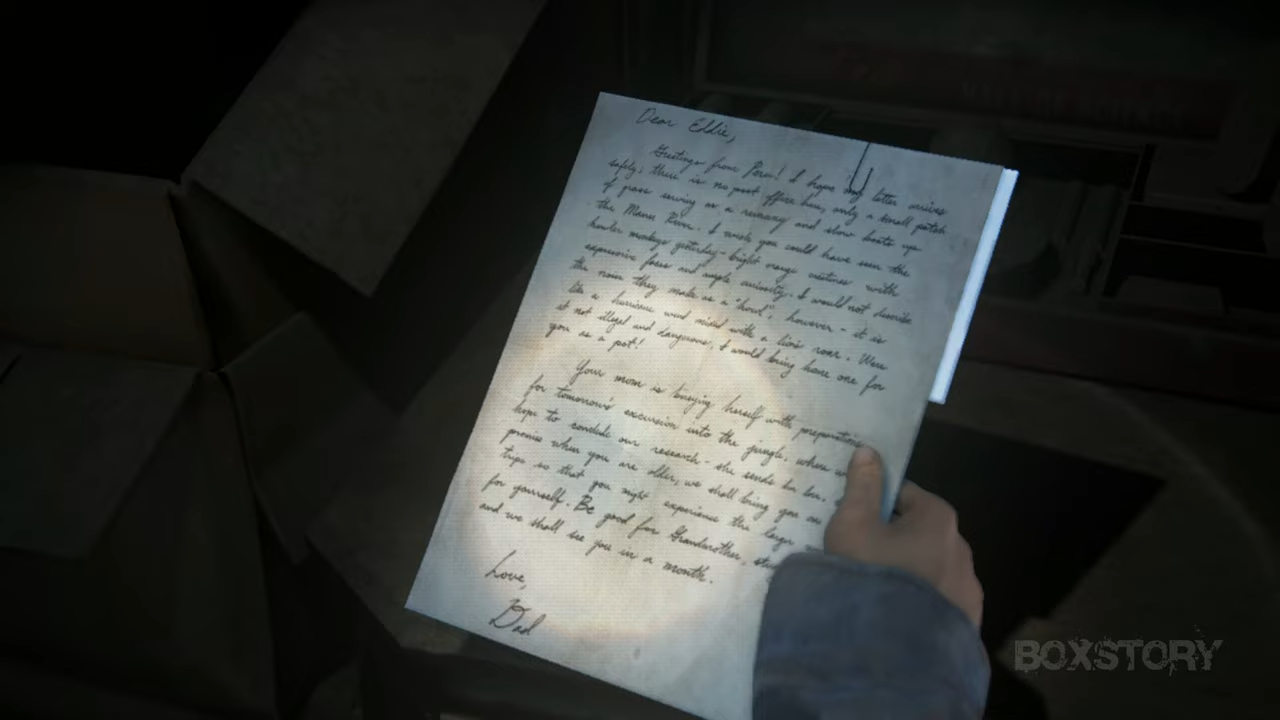 Dear Eddie,
Greetings from Peru! I hope my letter arrives
safely; there is no post office here, only a small patch
of grass serving as a runway and slow boats up
the Manu River. I wish you could have seen the
howler monkeys yesterday - bright orange creatures with
expressive faces and ample curiosity. I would not describe
the noise they make as a "howl", however - it is
like a hurricane wind mixed with a lion's roar. Were
it not illegal and dangerous, I would bring home one for
you as a pet!
Your mom is busying herself with preparations
for tomorrow's excursion into the jungle, where
hope to conclude our research - she sends her love.
promise when you are older, we shall bring you on
trips so that you might experience the larger
for yourself. Be good for Grandmother,
and we shall see you in a month.
Love,
Dad
BOXSTORY